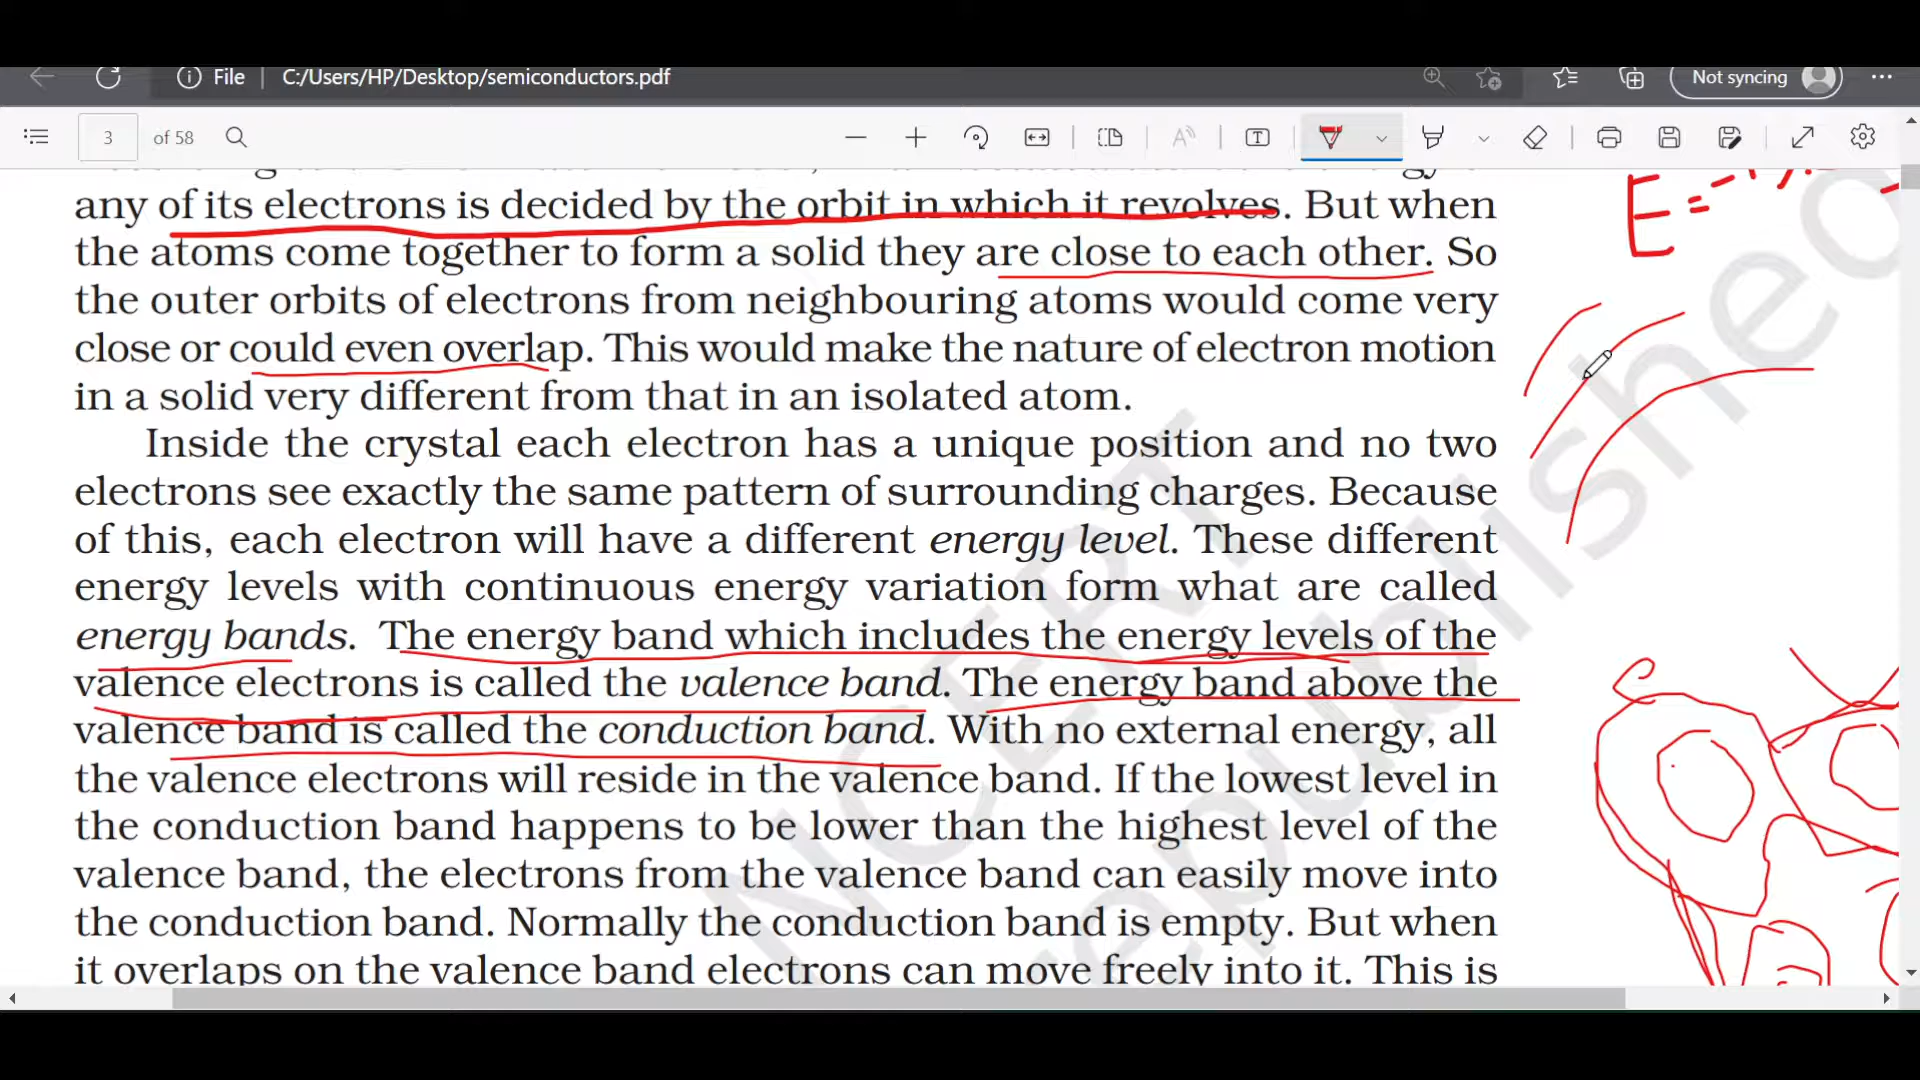 File
C:/Users/HP/Desktop/semiconductors.pdf
Not syncing
3 of 58
any of its electrons is decided by the orbit in which it revolves. But when
the atoms come together to form a solid they are close to each other. So
the outer orbits of electrons from neighbouring atoms would come very
close or could even overlap. This would make the nature of electron motion
in a solid very different from that in an isolated atom.
Inside the crystal each electron has a unique position and no two
electrons see exactly the same pattern of surrounding charges. Because
of this, each electron will have a different energy level. These different
energy levels with continuous energy variation form what are called
energy bands. The energy band which includes the energy levels of the
valence electrons is called the valence band. The energy band above the
valence band is called the conduction band. With no external energy, all
the valence electrons will reside in the valence band. If the lowest level in
the conduction band happens to be lower than the highest level of the
valence band, the electrons from the valence band can easily move into
the conduction band. Normally the conduction band is empty. But when
it overlaps on the valence band electrons can move freely into it. This is
E =
NCERT
republished